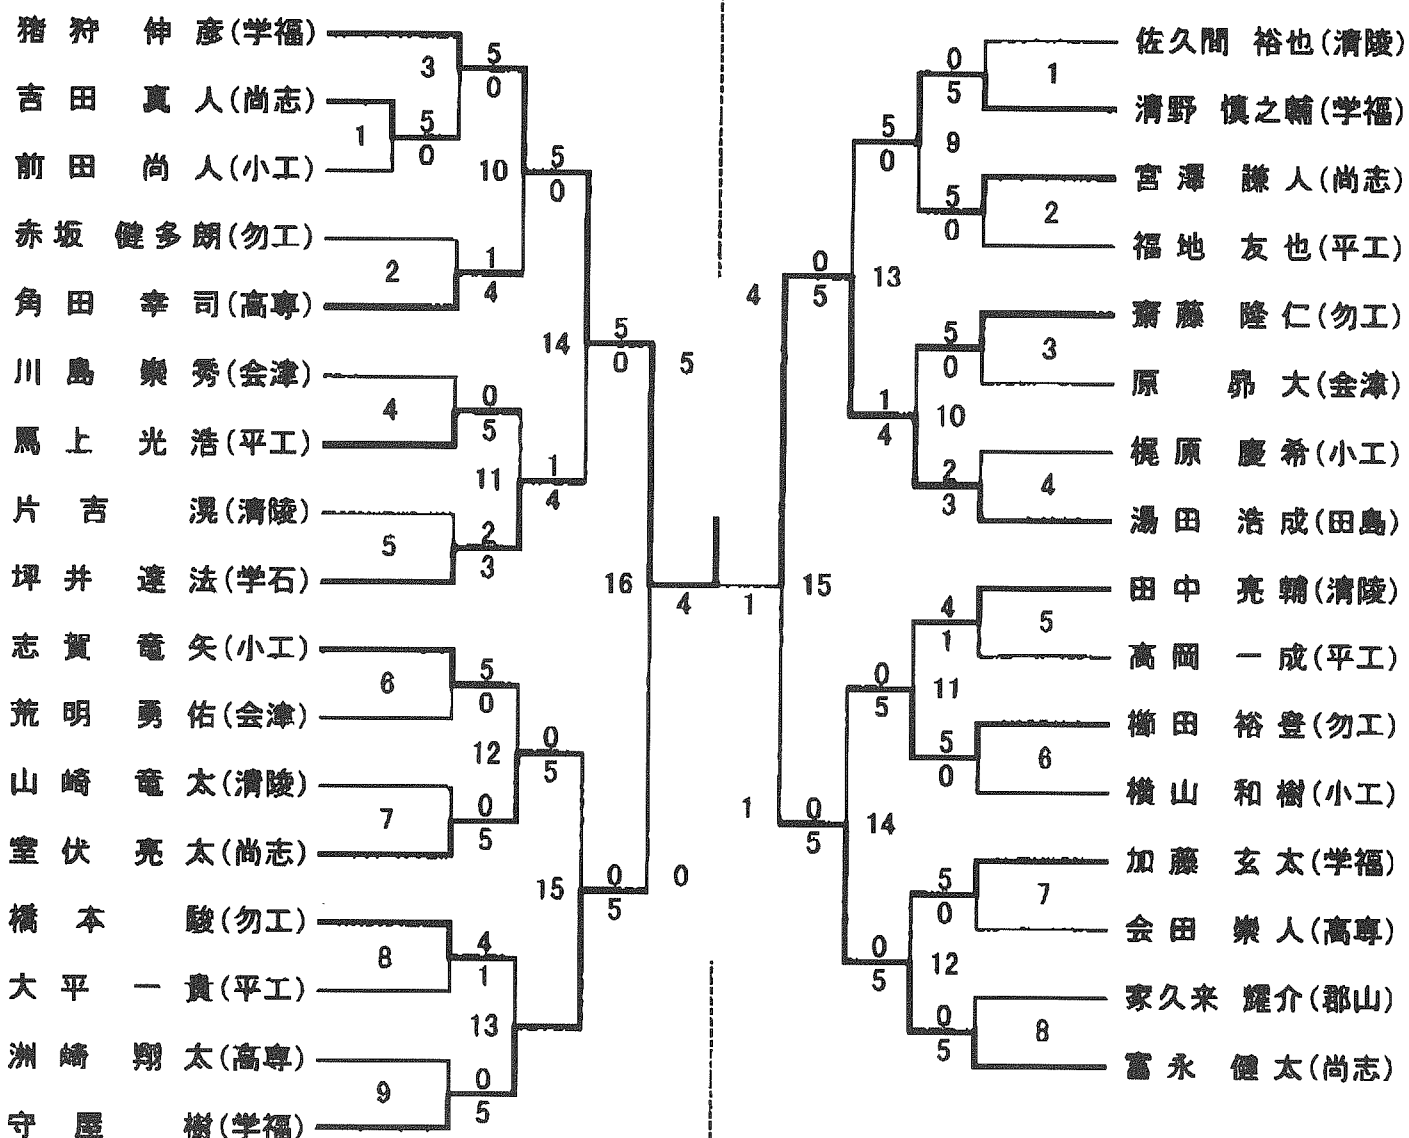 猪狩 伸彦(学福)
吉田 真人(尚志)
前田 尚人(小工)
赤坂 健多朗(勿工)
角田 幸司(高専)
川島 崇秀(会津)
馬上 光浩(平工)
片吉 滉(清陵)
坪井 達法(学石)
志賀 竜矢(小工)
荒明 勇佑(会津)
山崎 竜太(清陵)
室伏 亮太(尚志)
橋本 駿(勿工)
大平 一貴(平工)
洲崎 翔太(高専)
守屋 樹(学福)
3
1
2
4
5
6
7
8
9
5
0
5
0
1
4
0
5
2
3
5
0
0
5
4
1
0
5
10
11
12
13
5
0
1
4
0
5
14
15
5
0
0
5
5
0
16
4
1
佐久間 裕也(清陵)
清野 慎之輔(学福)
宮澤 謙人(尚志)
福地 友也(平工)
齋藤 隆仁(勿工)
原 昴大(会津)
梶原 慶希(小工)
湯田 浩成(田島)
田中 亮輔(清陵)
高岡 一成(平工)
櫛田 裕登(勿工)
横山 和樹(小工)
加藤 玄太(学福)
会田 崇人(高専)
家久来 耀介(郡山)
富永 健太(尚志)
1
2
3
4
5
6
7
8
0
5
5
0
5
0
2
3
4
1
5
0
5
0
0
5
9
10
11
12
5
0
1
4
0
5
0
5
13
14
0
5
0
5
4
1
15